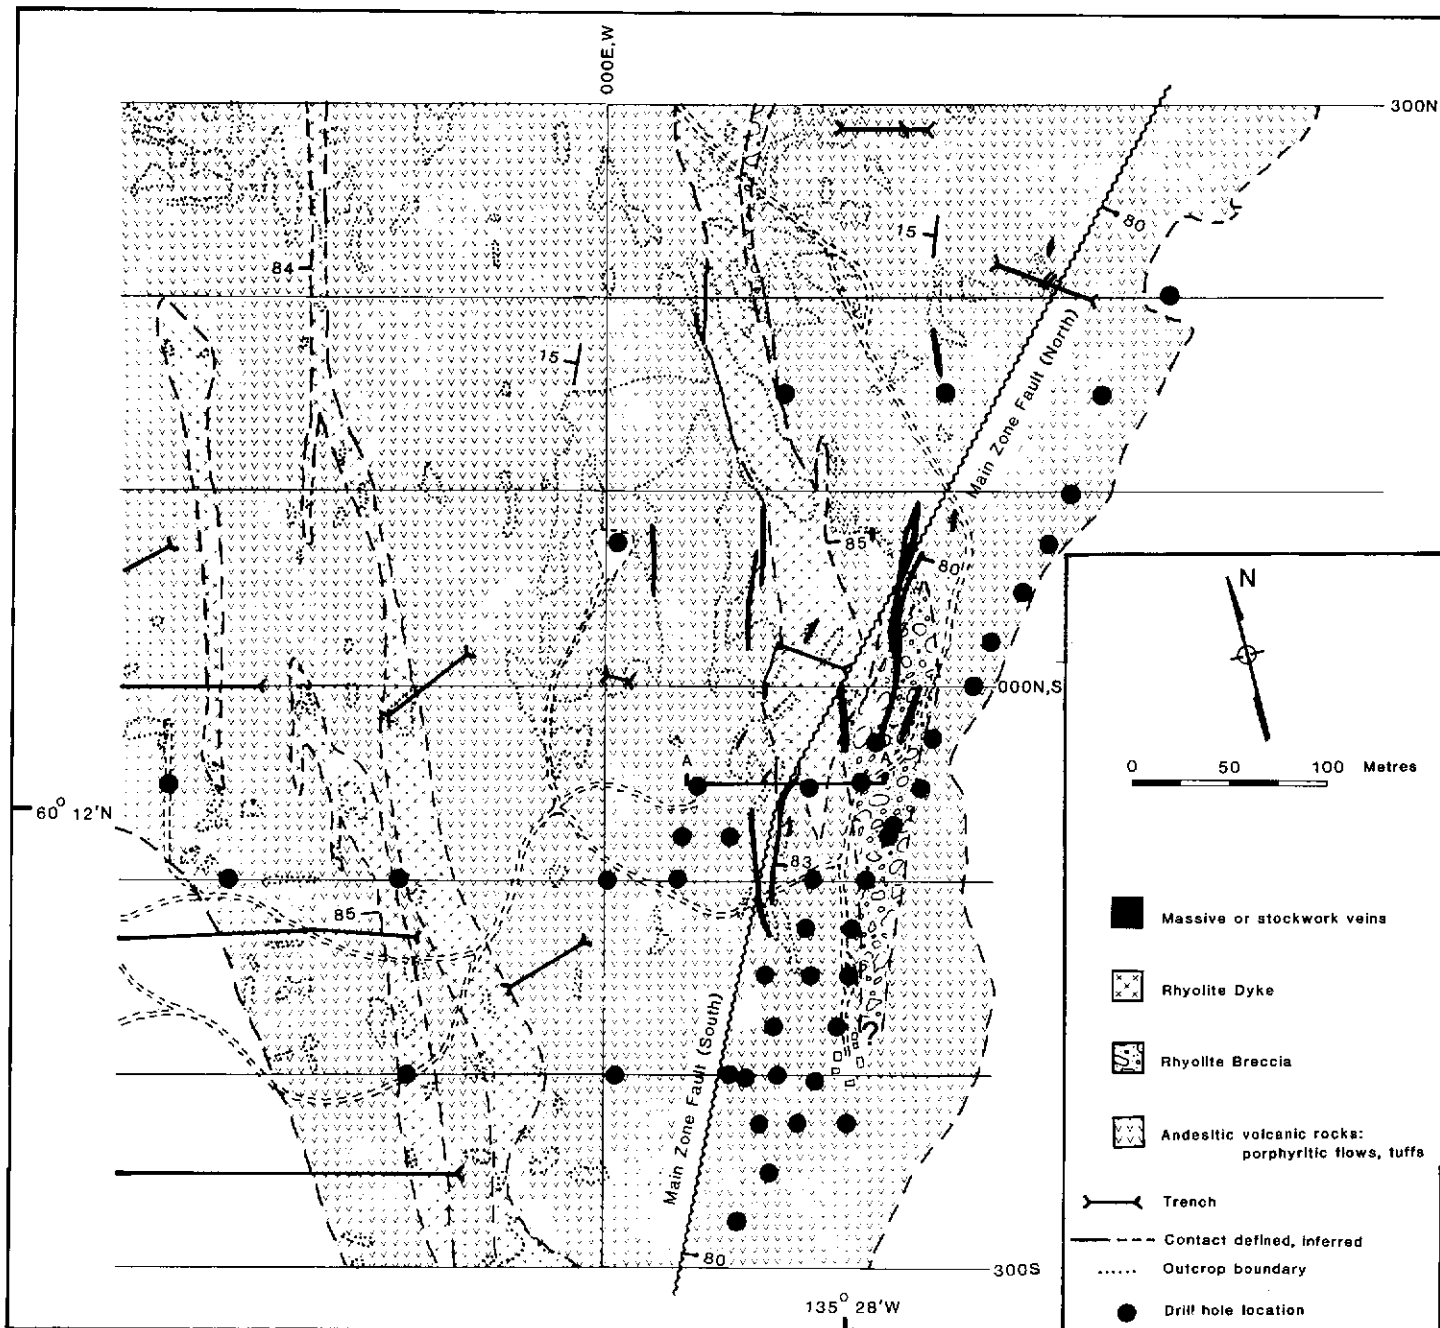 000E,W
300N
80
15
84
15
Main Zone Fault (North)
85
80
N
000N,S
0 50 100 Metres
A
A
60° 12'N
83
Massive or stockwork veins
85
Rhyolite Dyke
?
Main Zone Fault (South)
Rhyolite Breccia
Andesitic volcanic rocks:
porphyritic flows, tuffs
Trench
Contact defined, inferred
80
300S
Outcrop boundary
135° 28'W
Drill hole location